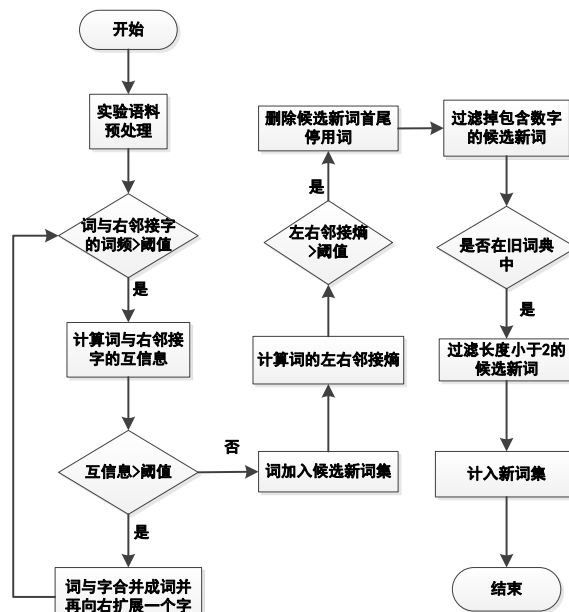 开始
实验语料
预处理
词与右邻接字
的词频>阈值
是
计算词与右邻接
字的互信息
互信息>阈值
否
是
词与字合并成词并
再向右扩展一个字
词加入候选新词集
计算词的左右邻接熵
左右邻接熵
>阈值
是
删除候选新词首尾
停用词
过滤掉包含数字
的候选新词
是否在旧词典
中
是
过滤长度小于2的
候选新词
计入新词集
结束